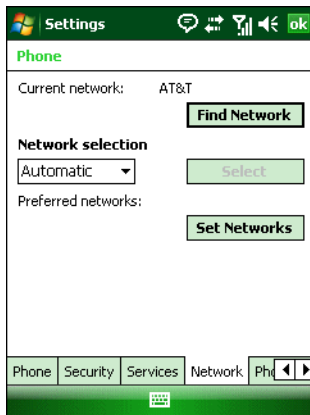 Settings ok
Phone
Current network: AT&T
Find Network
Network selection
Automatic Select
Preferred networks:
Set Networks
Phone Security Services Network Pho